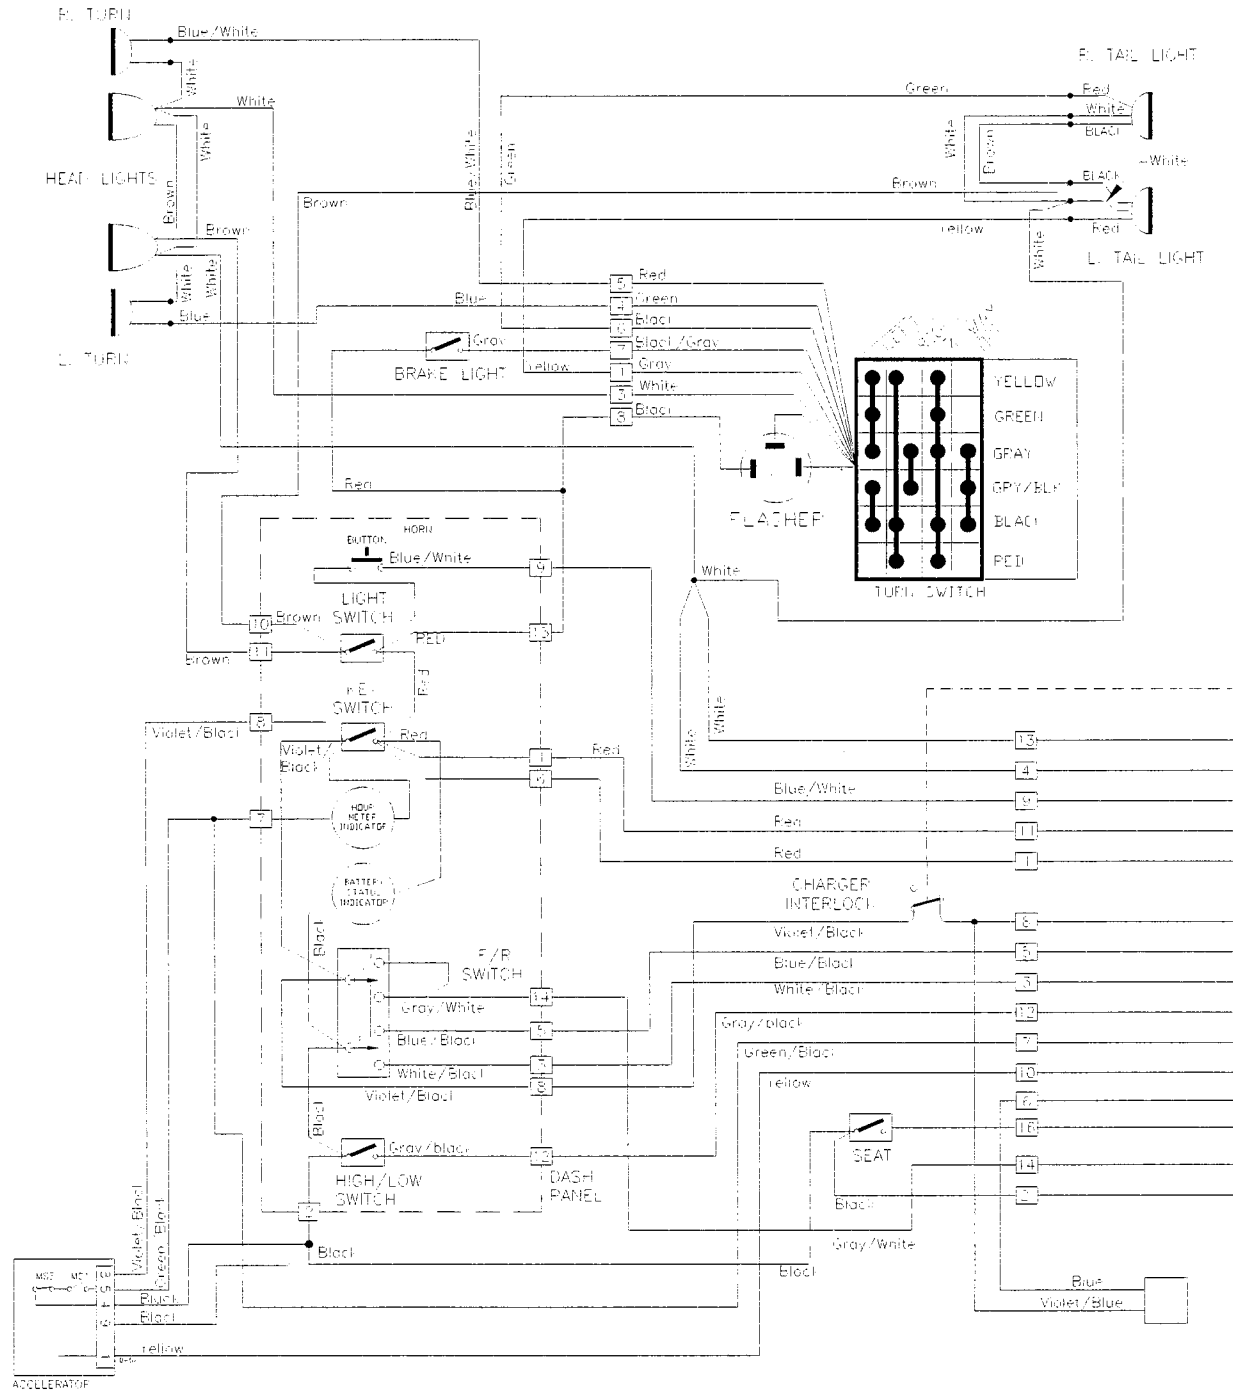 R. TURN
Blue/White
White
White
White
HEAD LIGHTS
Brown
Brown
White
White
Blue
L. TURN
R. TAIL LIGHT
Green
Red
White
BLACK
White
Brown
White
BLACK
Brown
Brown
Yellow
Red
White
L. TAIL LIGHT
Blue/White
Green
5 Red
Blue
4 Green
6 Black
Gray
7 Black/Gray
BRAKE LIGHT
Yellow
1 Gray
3 White
8 Black
YELLOW
GREEN
GRAY
GRY/BLK
BLACK
RED
TURN SWITCH
FLASHER
Red
HORN
BUTTON
Blue/White
9
LIGHT
SWITCH
10 Brown
RED
13
Brown
11
Red
White
KEY
SWITCH
8
Violet/Black
Violet/
Black
Red
1
Red
6
HOUR
METER
INDICATOR
7
BATTERY
STATUS
INDICATOR
White
White
13
4
Blue/White
9
Red
11
Red
1
CHARGER
INTERLOCK
Violet/Black
8
Black
F/R
SWITCH
Blue/Black
5
White/Black
3
Gray/White
14
Gray/black
12
Blue/Black
5
Green/Black
7
White/Black
Yellow
10
Violet/Black
6
Black
16
SEAT
HIGH/LOW
SWITCH
Gray/black
12
DASH
PANEL
14
Black
2
Gray/White
Black
Black
Violet/Black
Green/Black
Black
Black
Yellow
ACCELERATOR
Blue
Violet/Blue